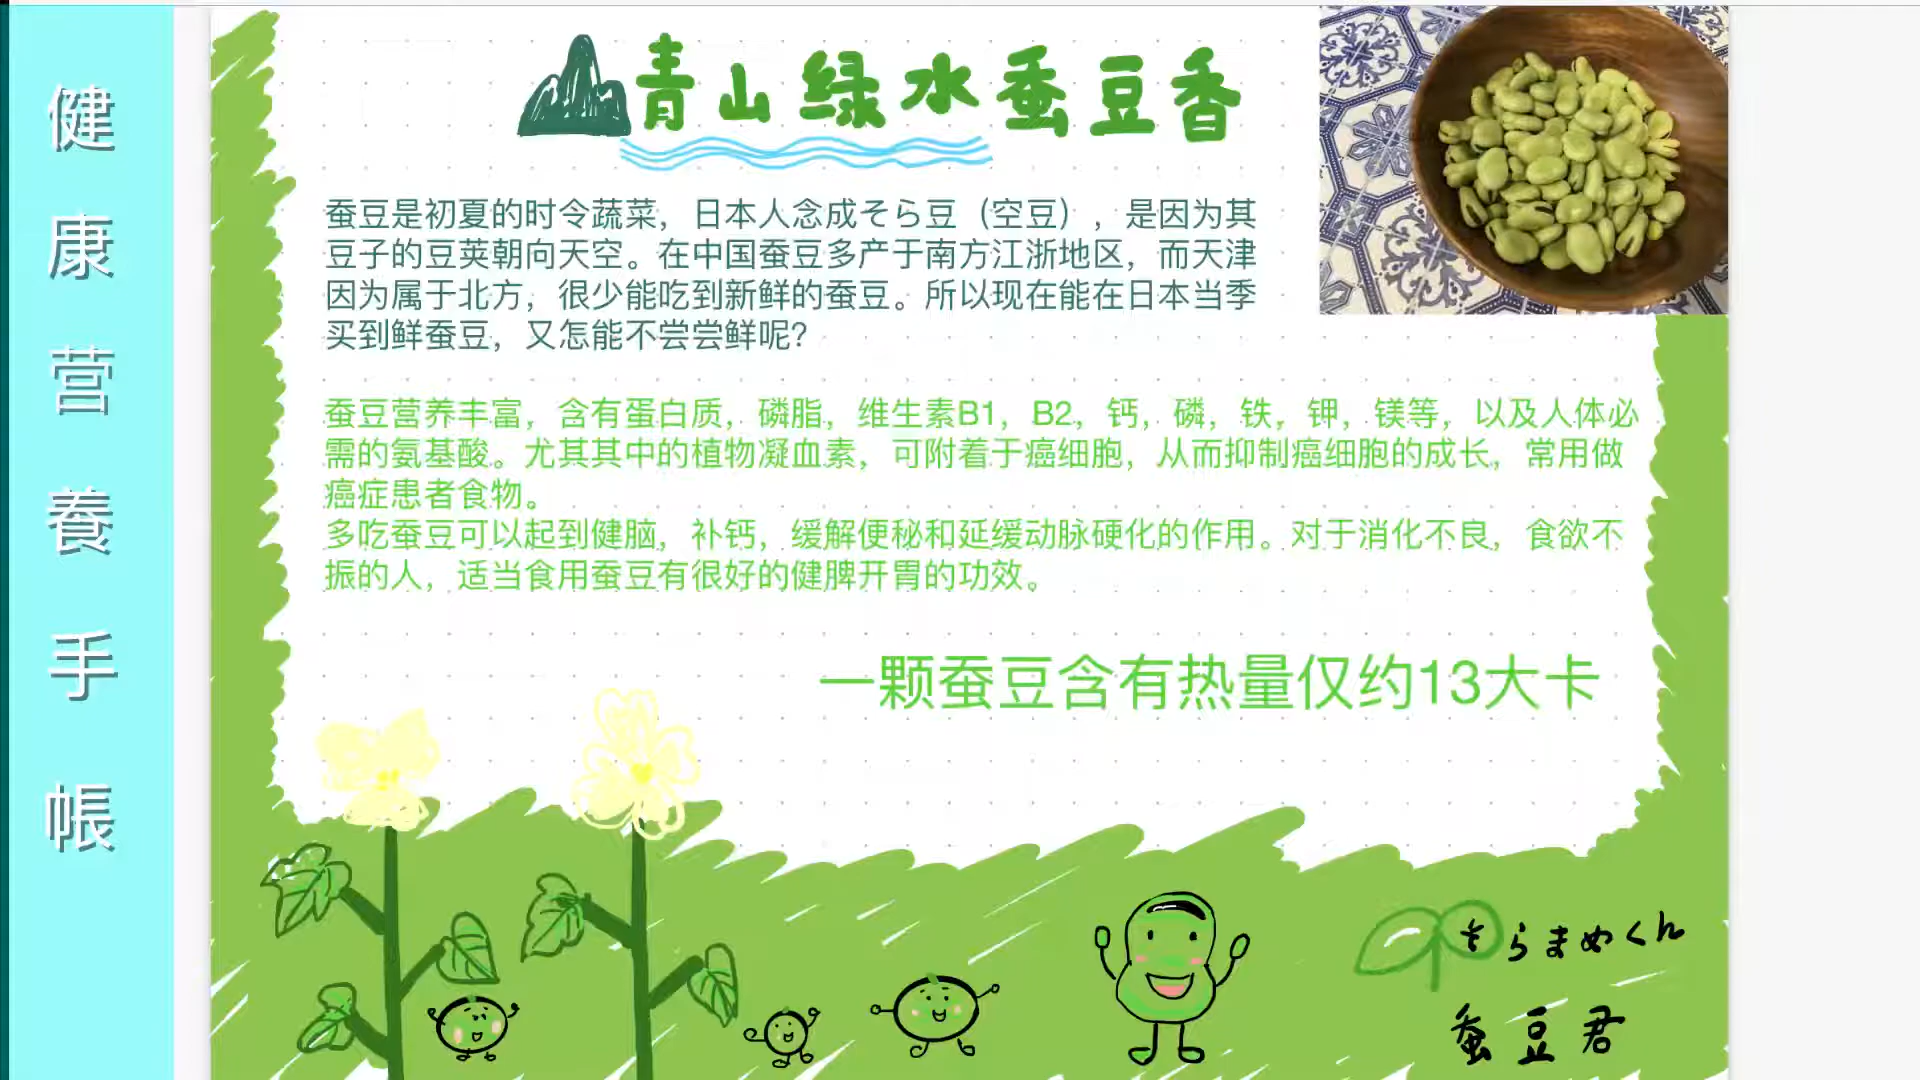 健康营養手帳
青山绿水蚕豆香
蚕豆是初夏的时令蔬菜，日本人念成そら豆（空豆），是因为其
豆子的豆荚朝向天空。在中国蚕豆多产于南方江浙地区，而天津
因为属于北方，很少能吃到新鲜的蚕豆。所以现在能在日本当季
买到鲜蚕豆，又怎能不尝尝鲜呢？
蚕豆营养丰富，含有蛋白质，磷脂，维生素B1，B2，钙，磷，铁，钾，镁等，以及人体必
需的氨基酸。尤其其中的植物凝血素，可附着于癌细胞，从而抑制癌细胞的成长，常用做
癌症患者食物。
多吃蚕豆可以起到健脑，补钙，缓解便秘和延缓动脉硬化的作用。对于消化不良，食欲不
振的人，适当食用蚕豆有很好的健脾开胃的功效。
一颗蚕豆含有热量仅约13大卡
そらまめくん
蚕豆君